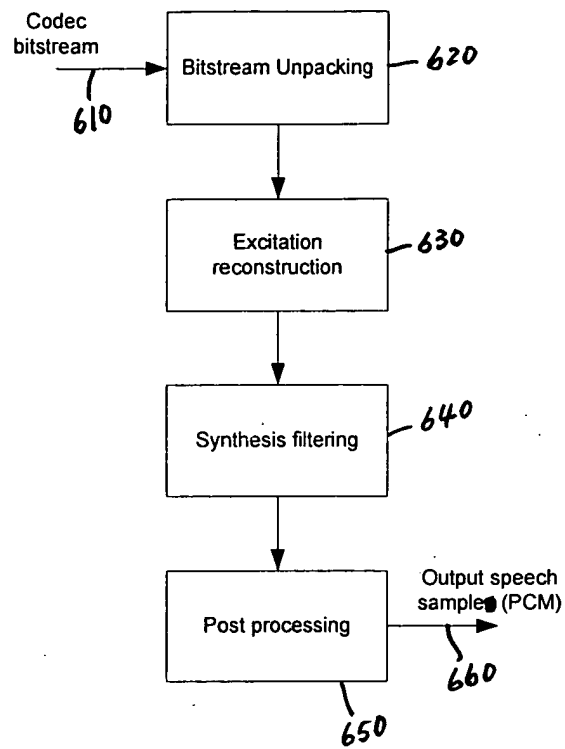 Codec
bitstream
610
Bitstream Unpacking
620
Excitation
reconstruction
630
Synthesis filtering
640
Post processing
650
Output speech
samples (PCM)
660